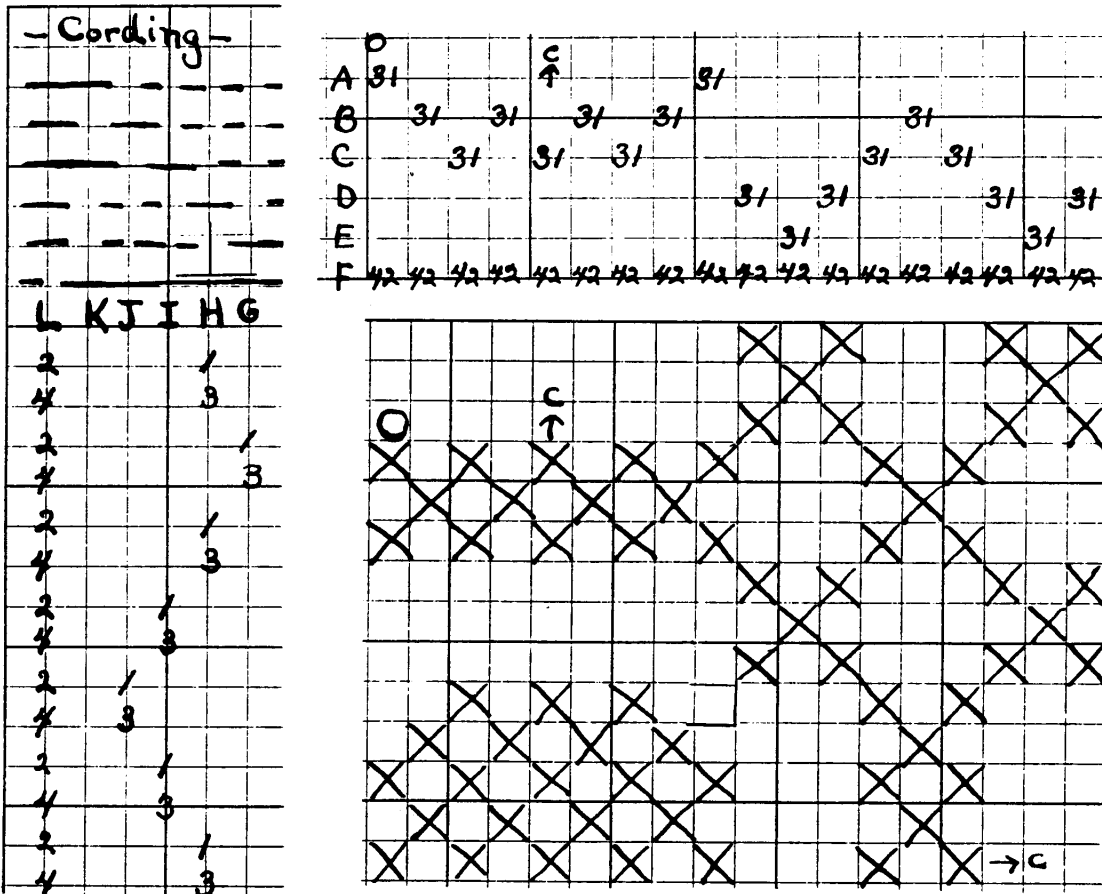 - Cording -
O
C
↑
A 31 31
B 31 31 31 31 31
C 31 31 31 31 31
D 31 31 31 31
E 31 31
F 42 42 42 42 42 42 42 42 42 42 42 42 42 42 42 42 42 42
L K J I H G
2 1
4 3
2 1
4 3
2 1
4 3
2 1
4 3
2 1
4 3
2 1
4 3
2 1
4 3
O
C
↑
→ C